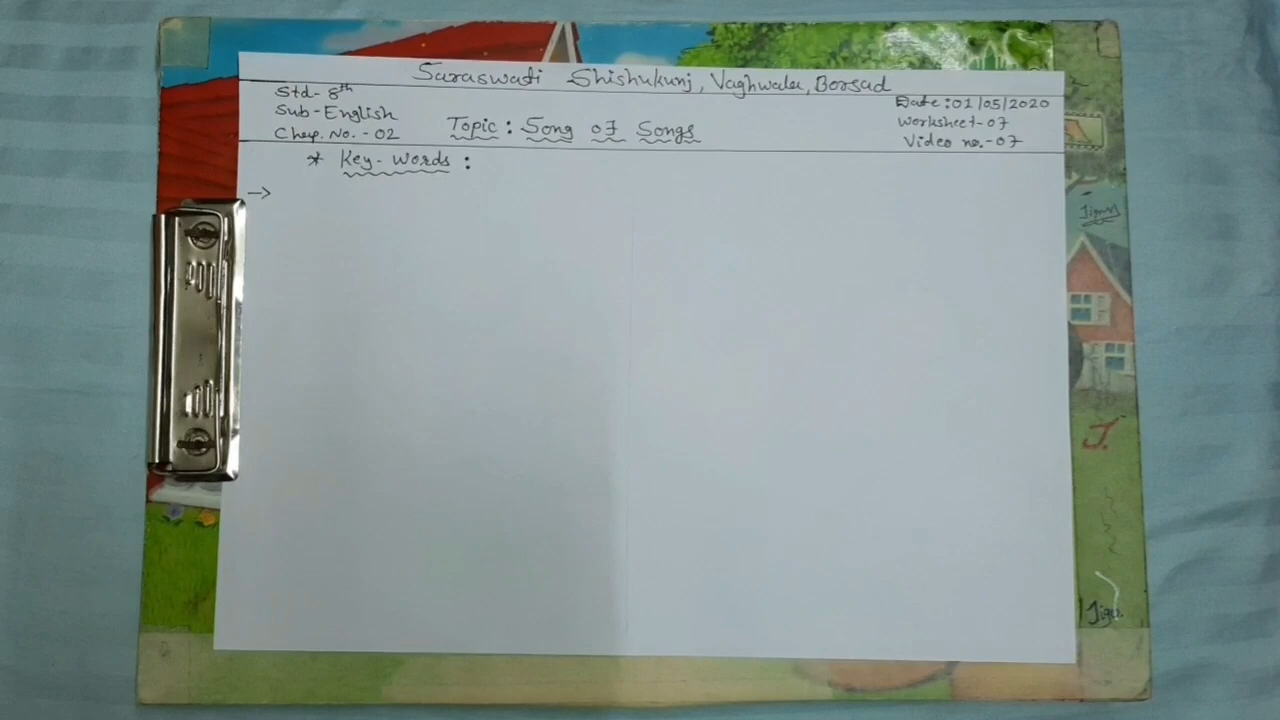 Saraswati Shishukunj, Vaghwala, Borsad
Std- 8th
Sub-English
Chap. No. - 02
Topic : Song of Songs
Date : 01/05/2020
Worksheet-07
Video no.-07
* Key-words :
→
J.
Jigu.